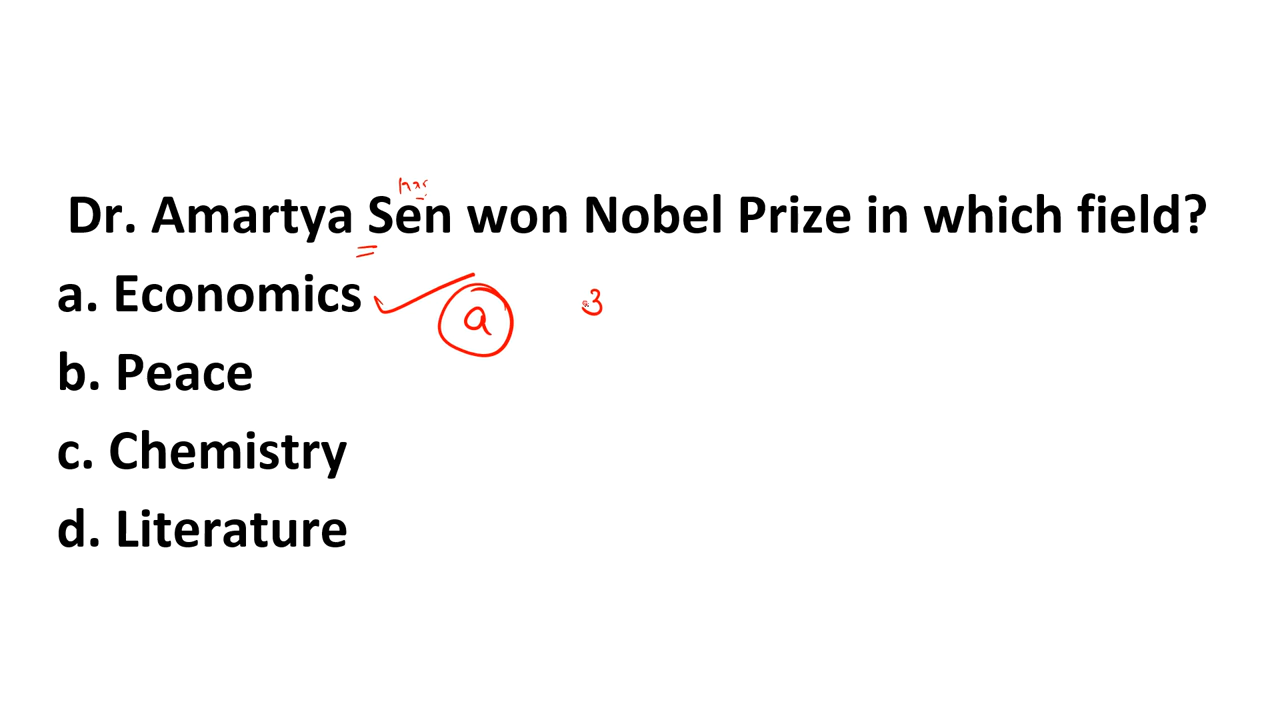 Dr. Amartya Sen won Nobel Prize in which field?
a. Economics
a
b. Peace
c. Chemistry
d. Literature